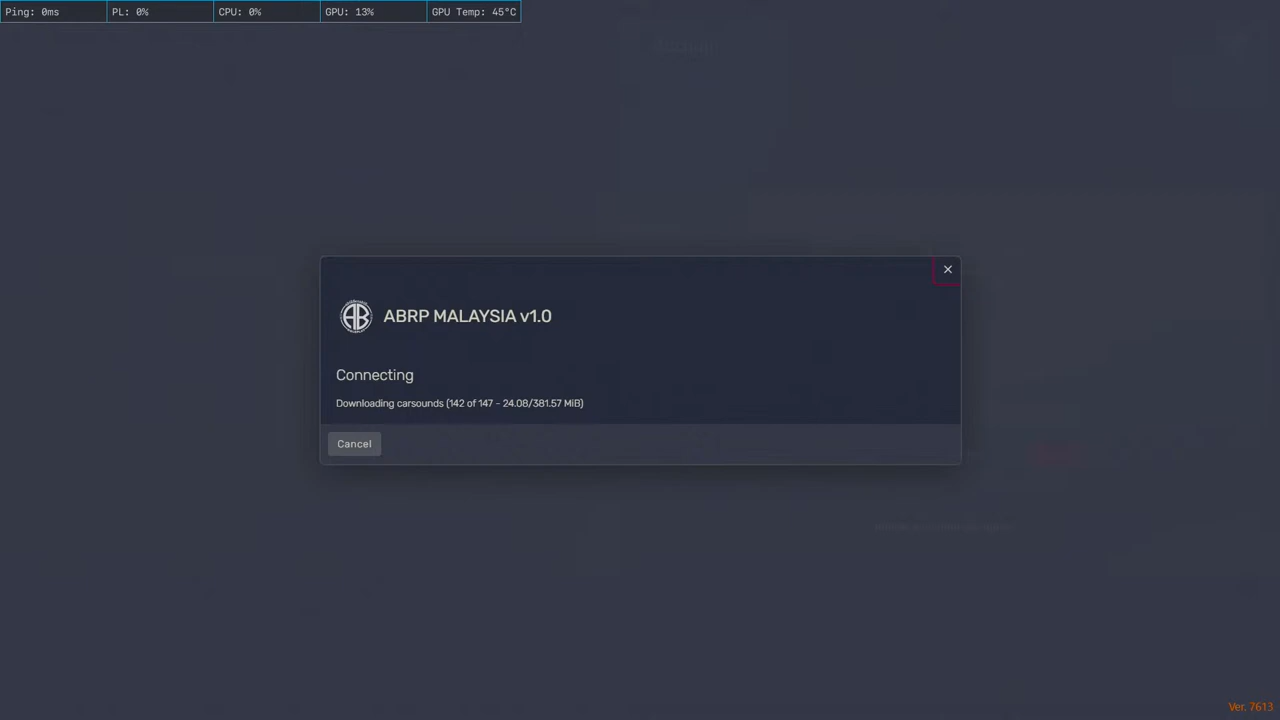 Ping: 0ms PL: 0% CPU: 0% GPU: 13% GPU Temp: 45°C
AB
ABRP MALAYSIA v1.0
Connecting
Downloading carsounds (142 of 147 - 24.08/381.57 MiB)
Cancel
Ver. 7613